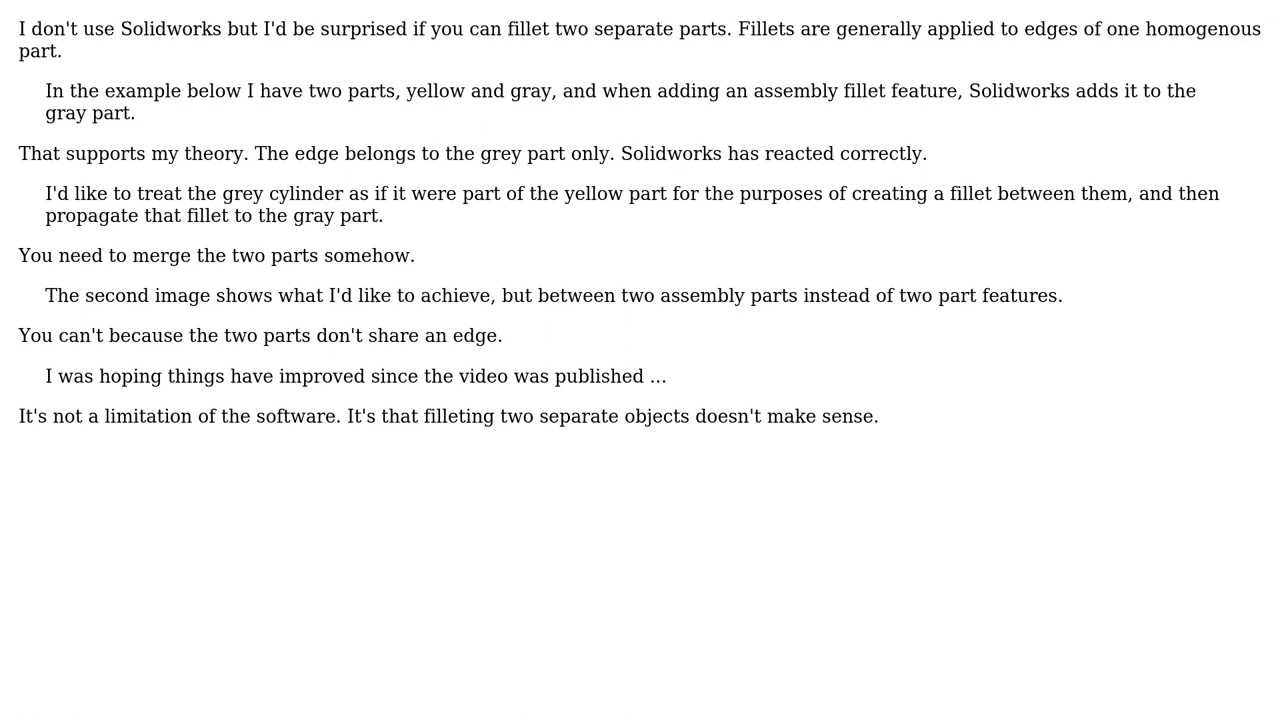 I don't use Solidworks but I'd be surprised if you can fillet two separate parts. Fillets are generally applied to edges of one homogenous
part.
In the example below I have two parts, yellow and gray, and when adding an assembly fillet feature, Solidworks adds it to the
gray part.
That supports my theory. The edge belongs to the grey part only. Solidworks has reacted correctly.
I'd like to treat the grey cylinder as if it were part of the yellow part for the purposes of creating a fillet between them, and then
propagate that fillet to the gray part.
You need to merge the two parts somehow.
The second image shows what I'd like to achieve, but between two assembly parts instead of two part features.
You can't because the two parts don't share an edge.
I was hoping things have improved since the video was published ...
It's not a limitation of the software. It's that filleting two separate objects doesn't make sense.